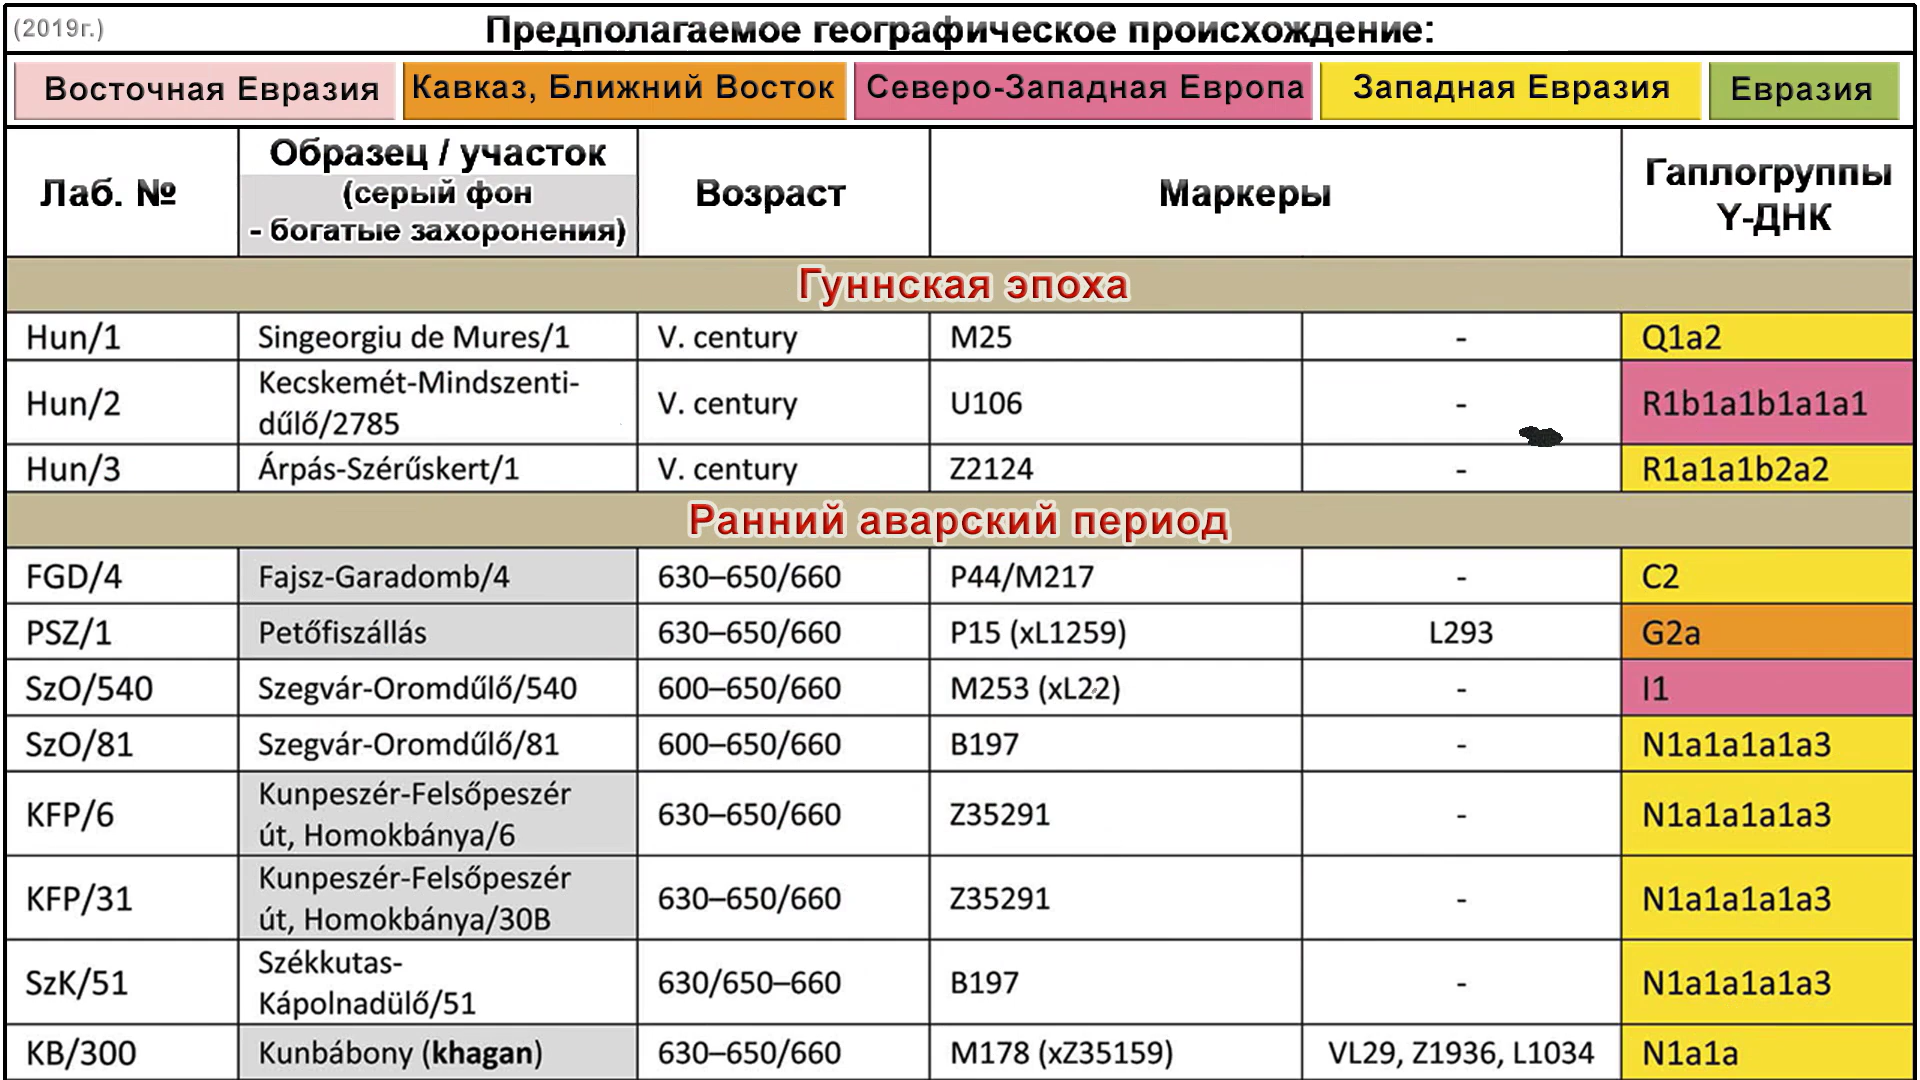 (2019г.)
Предполагаемое географическое происхождение:
Восточная Евразия
Кавказ, Ближний Восток
Северо-Западная Европа
Западная Евразия
Евразия
Лаб. №
Образец / участок
(серый фон
- богатые захоронения)
Возраст
Маркеры
Гаплогруппы
Y-ДНК
Гуннская эпоха
Hun/1 Singeorgiu de Mures/1 V. century M25 - Q1a2
Hun/2 Kecskemét-Mindszenti-
dűlő/2785 V. century U106 - R1b1a1b1a1a1
Hun/3 Árpás-Szérűskert/1 V. century Z2124 - R1a1a1b2a2
Ранний аварский период
FGD/4 Fajsz-Garadomb/4 630–650/660 P44/M217 - C2
PSZ/1 Petőfiszállás 630–650/660 P15 (xL1259) L293 G2a
SzO/540 Szegvár-Oromdűlő/540 600–650/660 M253 (xL22) - I1
SzO/81 Szegvár-Oromdűlő/81 600–650/660 B197 - N1a1a1a1a3
KFP/6 Kunpeszér-Felsőpeszér
út, Homokbánya/6 630–650/660 Z35291 - N1a1a1a1a3
KFP/31 Kunpeszér-Felsőpeszér
út, Homokbánya/30B 630–650/660 Z35291 - N1a1a1a1a3
SzK/51 Székkutas-
Kápolnadülő/51 630/650–660 B197 - N1a1a1a1a3
KB/300 Kunbábony (khagan) 630–650/660 M178 (xZ35159) VL29, Z1936, L1034 N1a1a